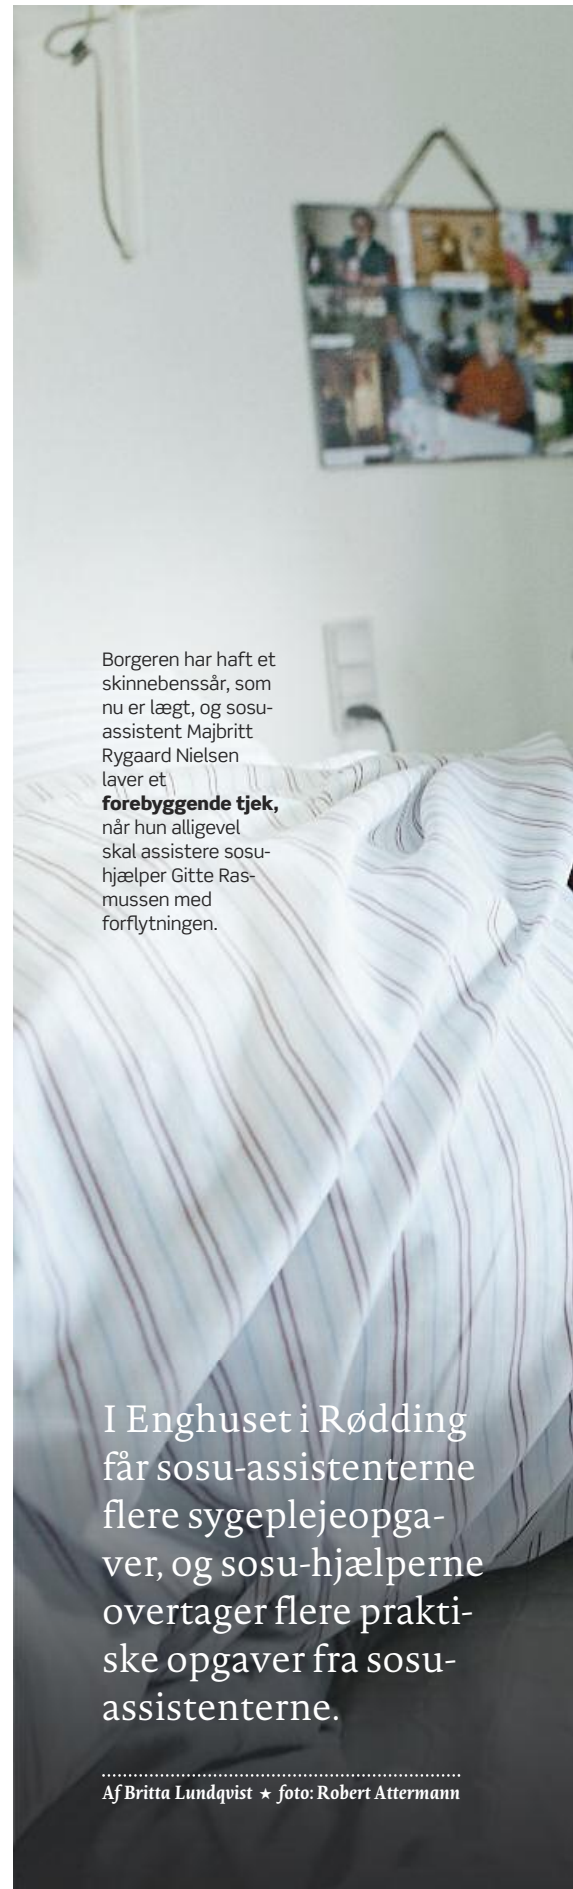 Borgeren har haft et
skinnebenssår, som
nu er lægt, og sosu-
assistent Majbritt
Rygaard Nielsen
laver et
forebyggende tjek,
når hun alligevel
skal assistere sosu-
hjælper Gitte Ras-
mussen med
forflytningen.
I Enghuset i Rødding
får sosu-assistenterne
flere sygeplejeopga-
ver, og sosu-hjælperne
overtager flere prakti-
ske opgaver fra sosu-
assistenterne.
Af Britta Lundqvist ★ foto: Robert Attermann